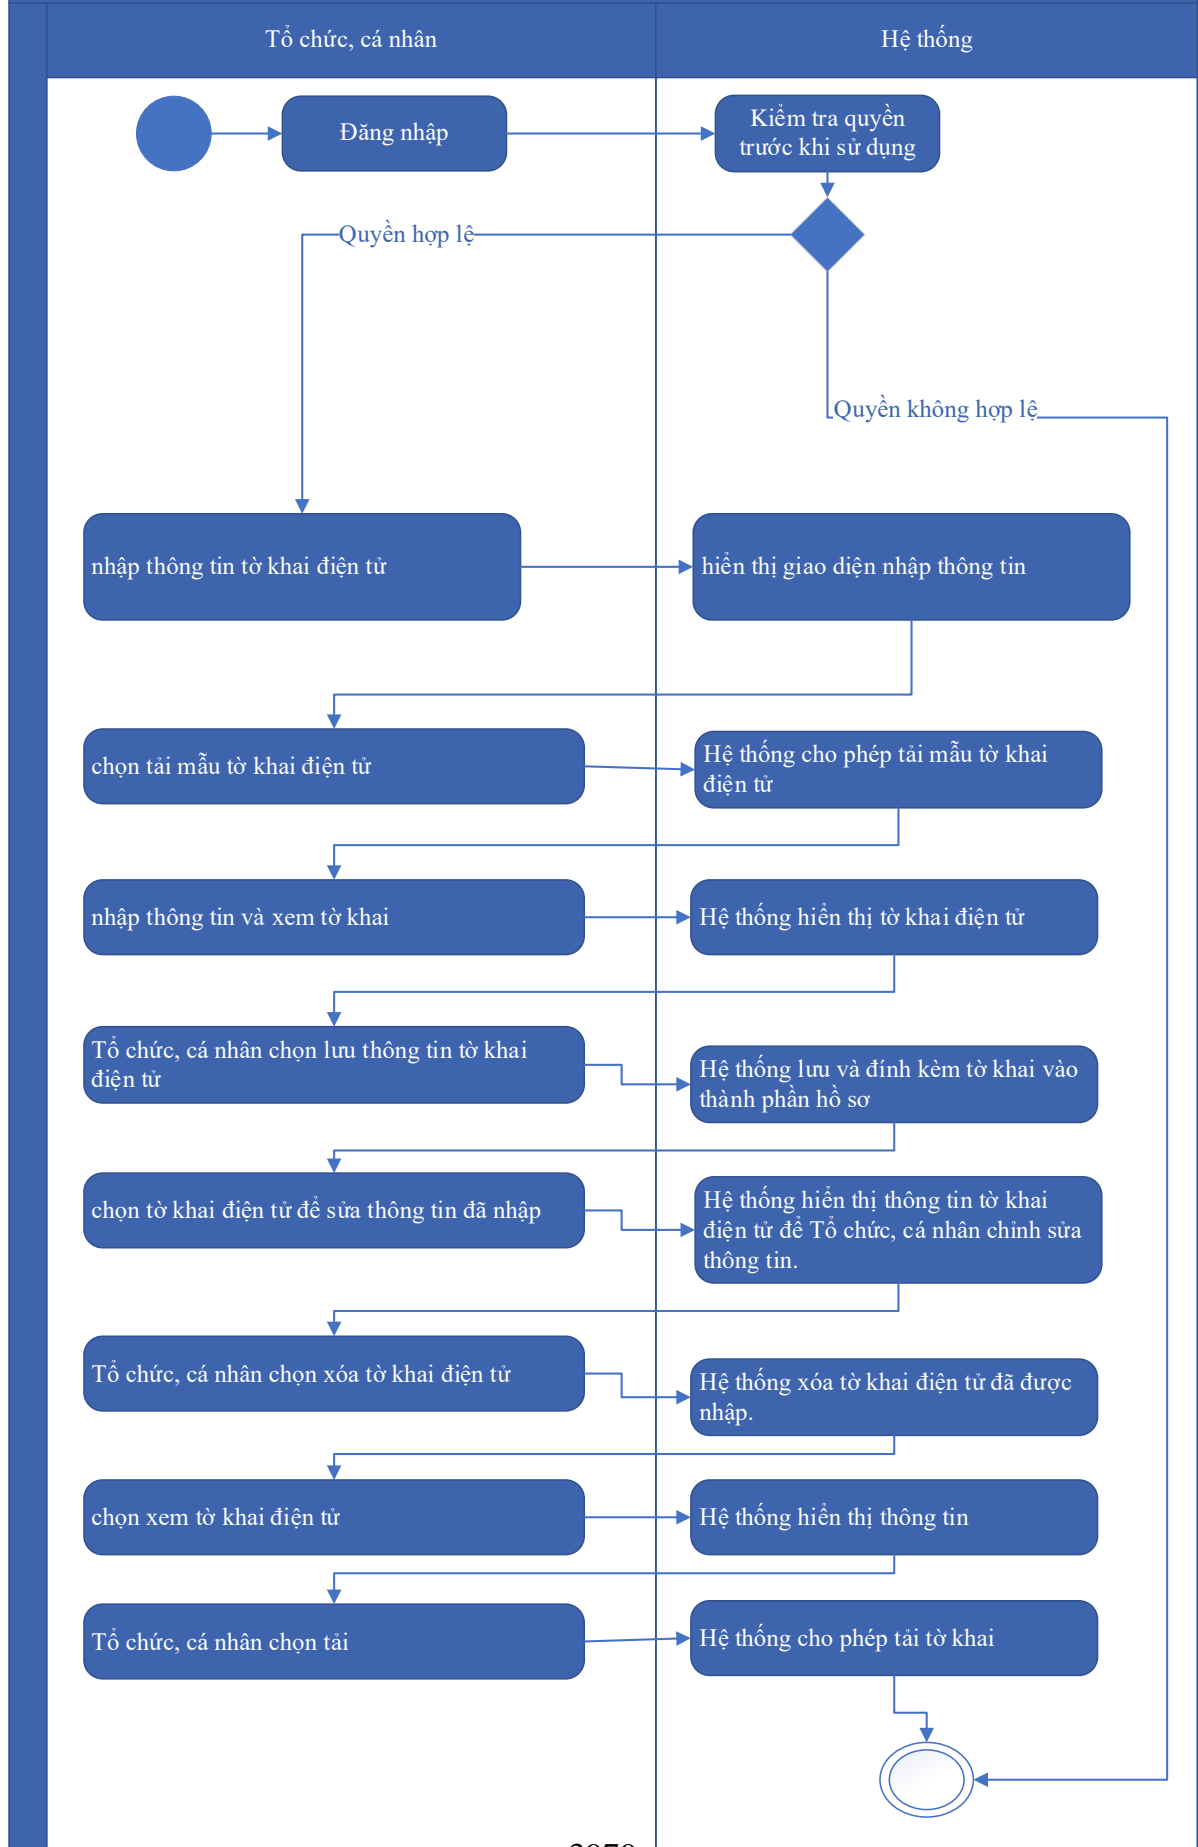 Tổ chức, cá nhân
Hệ thống
Đăng nhập
Kiểm tra quyền
trước khi sử dụng
Quyền hợp lệ
Quyền không hợp lệ
nhập thông tin tờ khai điện tử
hiển thị giao diện nhập thông tin
chọn tải mẫu tờ khai điện tử
Hệ thống cho phép tải mẫu tờ khai
điện tử
nhập thông tin và xem tờ khai
Hệ thống hiển thị tờ khai điện tử
Tổ chức, cá nhân chọn lưu thông tin tờ khai
điện tử
Hệ thống lưu và đính kèm tờ khai vào
thành phần hồ sơ
chọn tờ khai điện tử để sửa thông tin đã nhập
Hệ thống hiển thị thông tin tờ khai
điện tử để Tổ chức, cá nhân chỉnh sửa
thông tin.
Tổ chức, cá nhân chọn xóa tờ khai điện tử
Hệ thống xóa tờ khai điện tử đã được
nhập.
chọn xem tờ khai điện tử
Hệ thống hiển thị thông tin
Tổ chức, cá nhân chọn tải
Hệ thống cho phép tải tờ khai